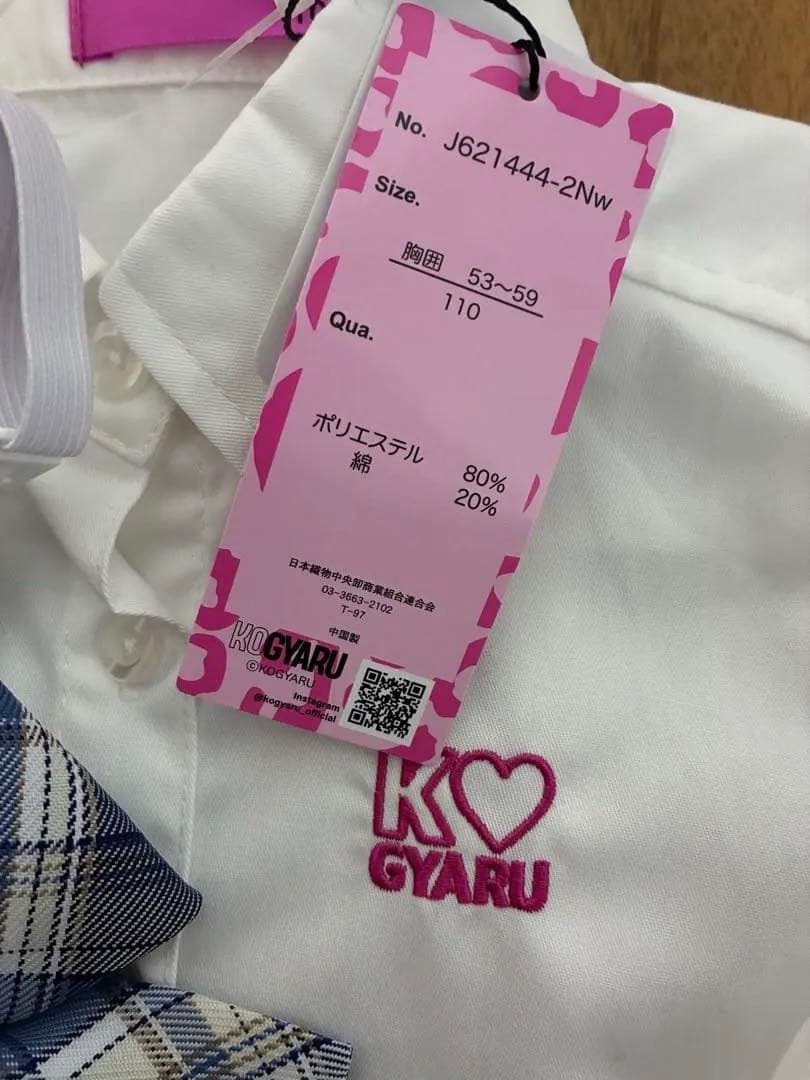 No. J621444-2Nw
Size.
胸囲 53～59
110
Qua.
ポリエステル 80%
綿 20%
日本織物中央卸商業組合連合会
03-3663-2102
T-97
中国製
KOGYARU
©KOGYARU
Instagram
@kogyaru_official
K♡
GYARU